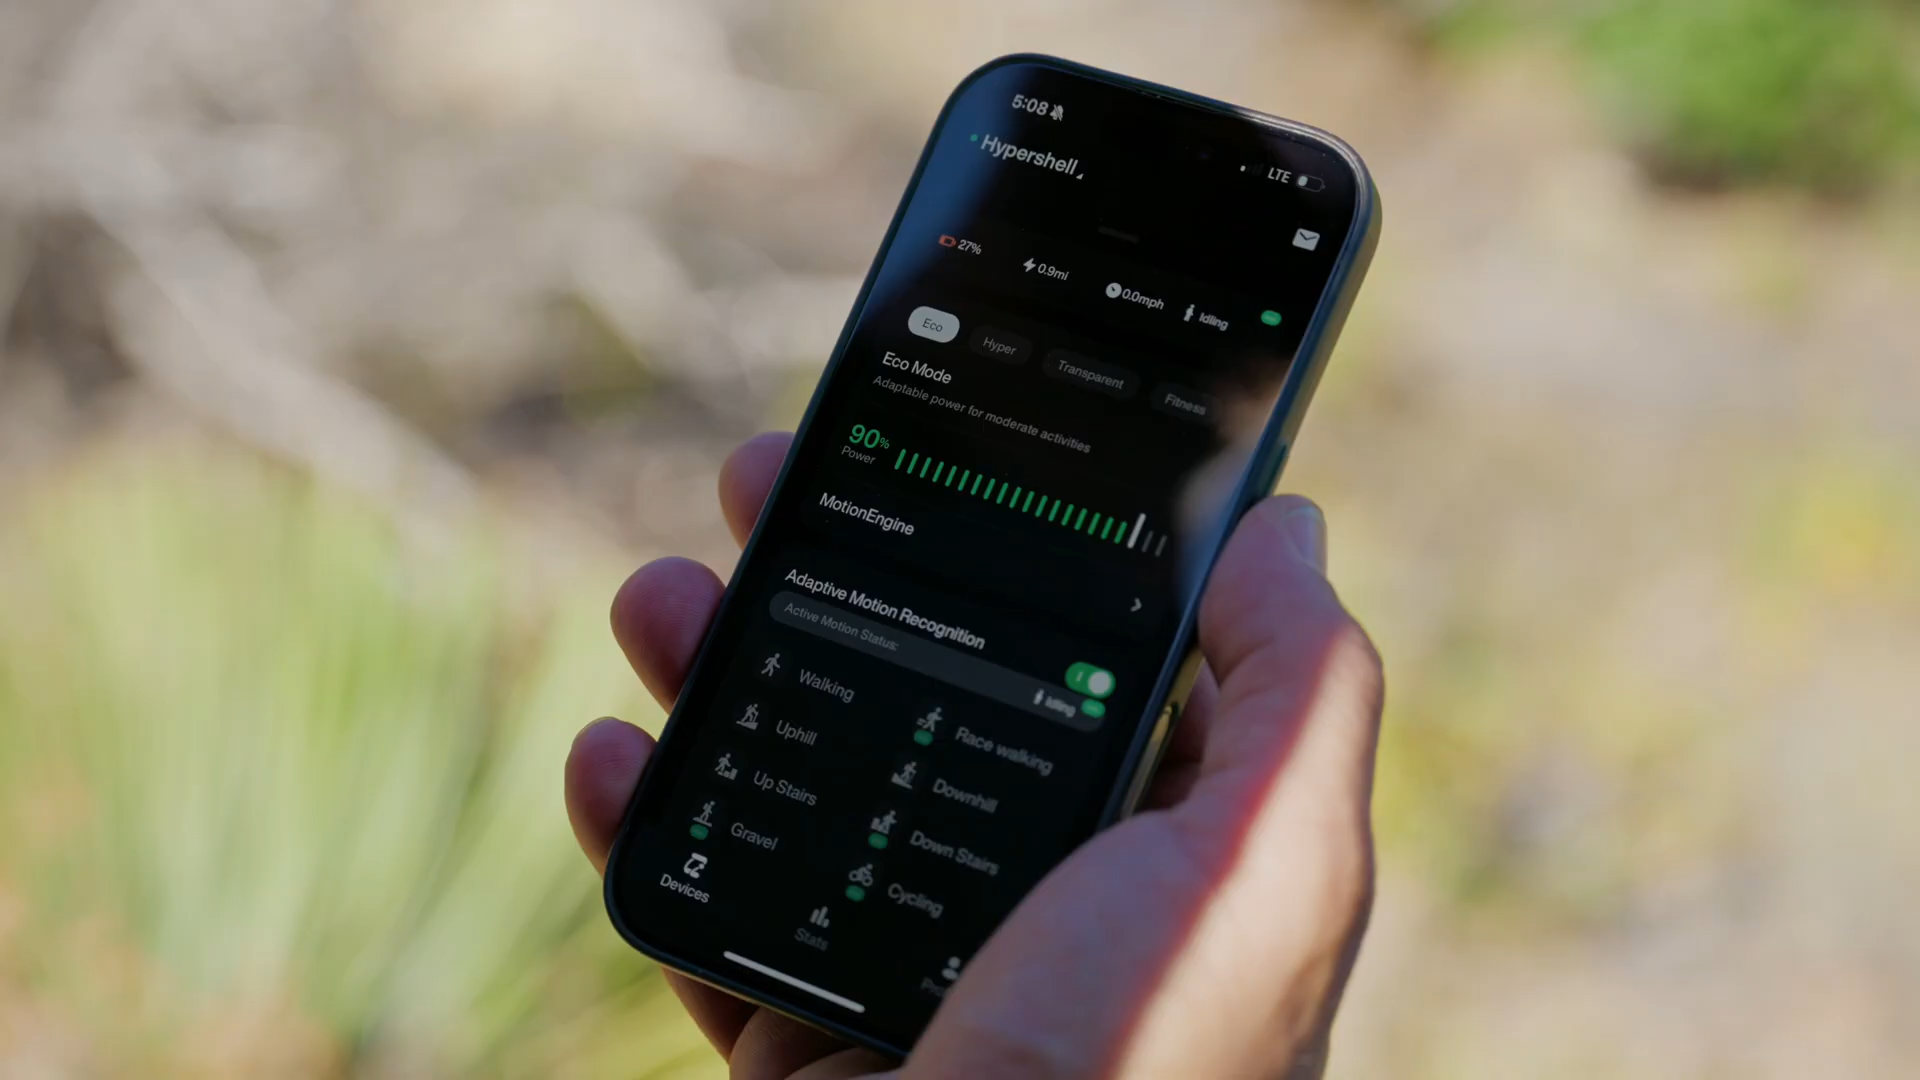 5:08
LTE
Hypershell
27% 0.9mi 0.0mph Idling
Eco Hyper Transparent Fitness
Eco Mode
Adaptable power for moderate activities
90%
Power
MotionEngine
Adaptive Motion Recognition
Active Motion Status: Idling
Walking Race walking
Uphill Downhill
Up Stairs Down Stairs
Gravel Cycling
Devices Stats